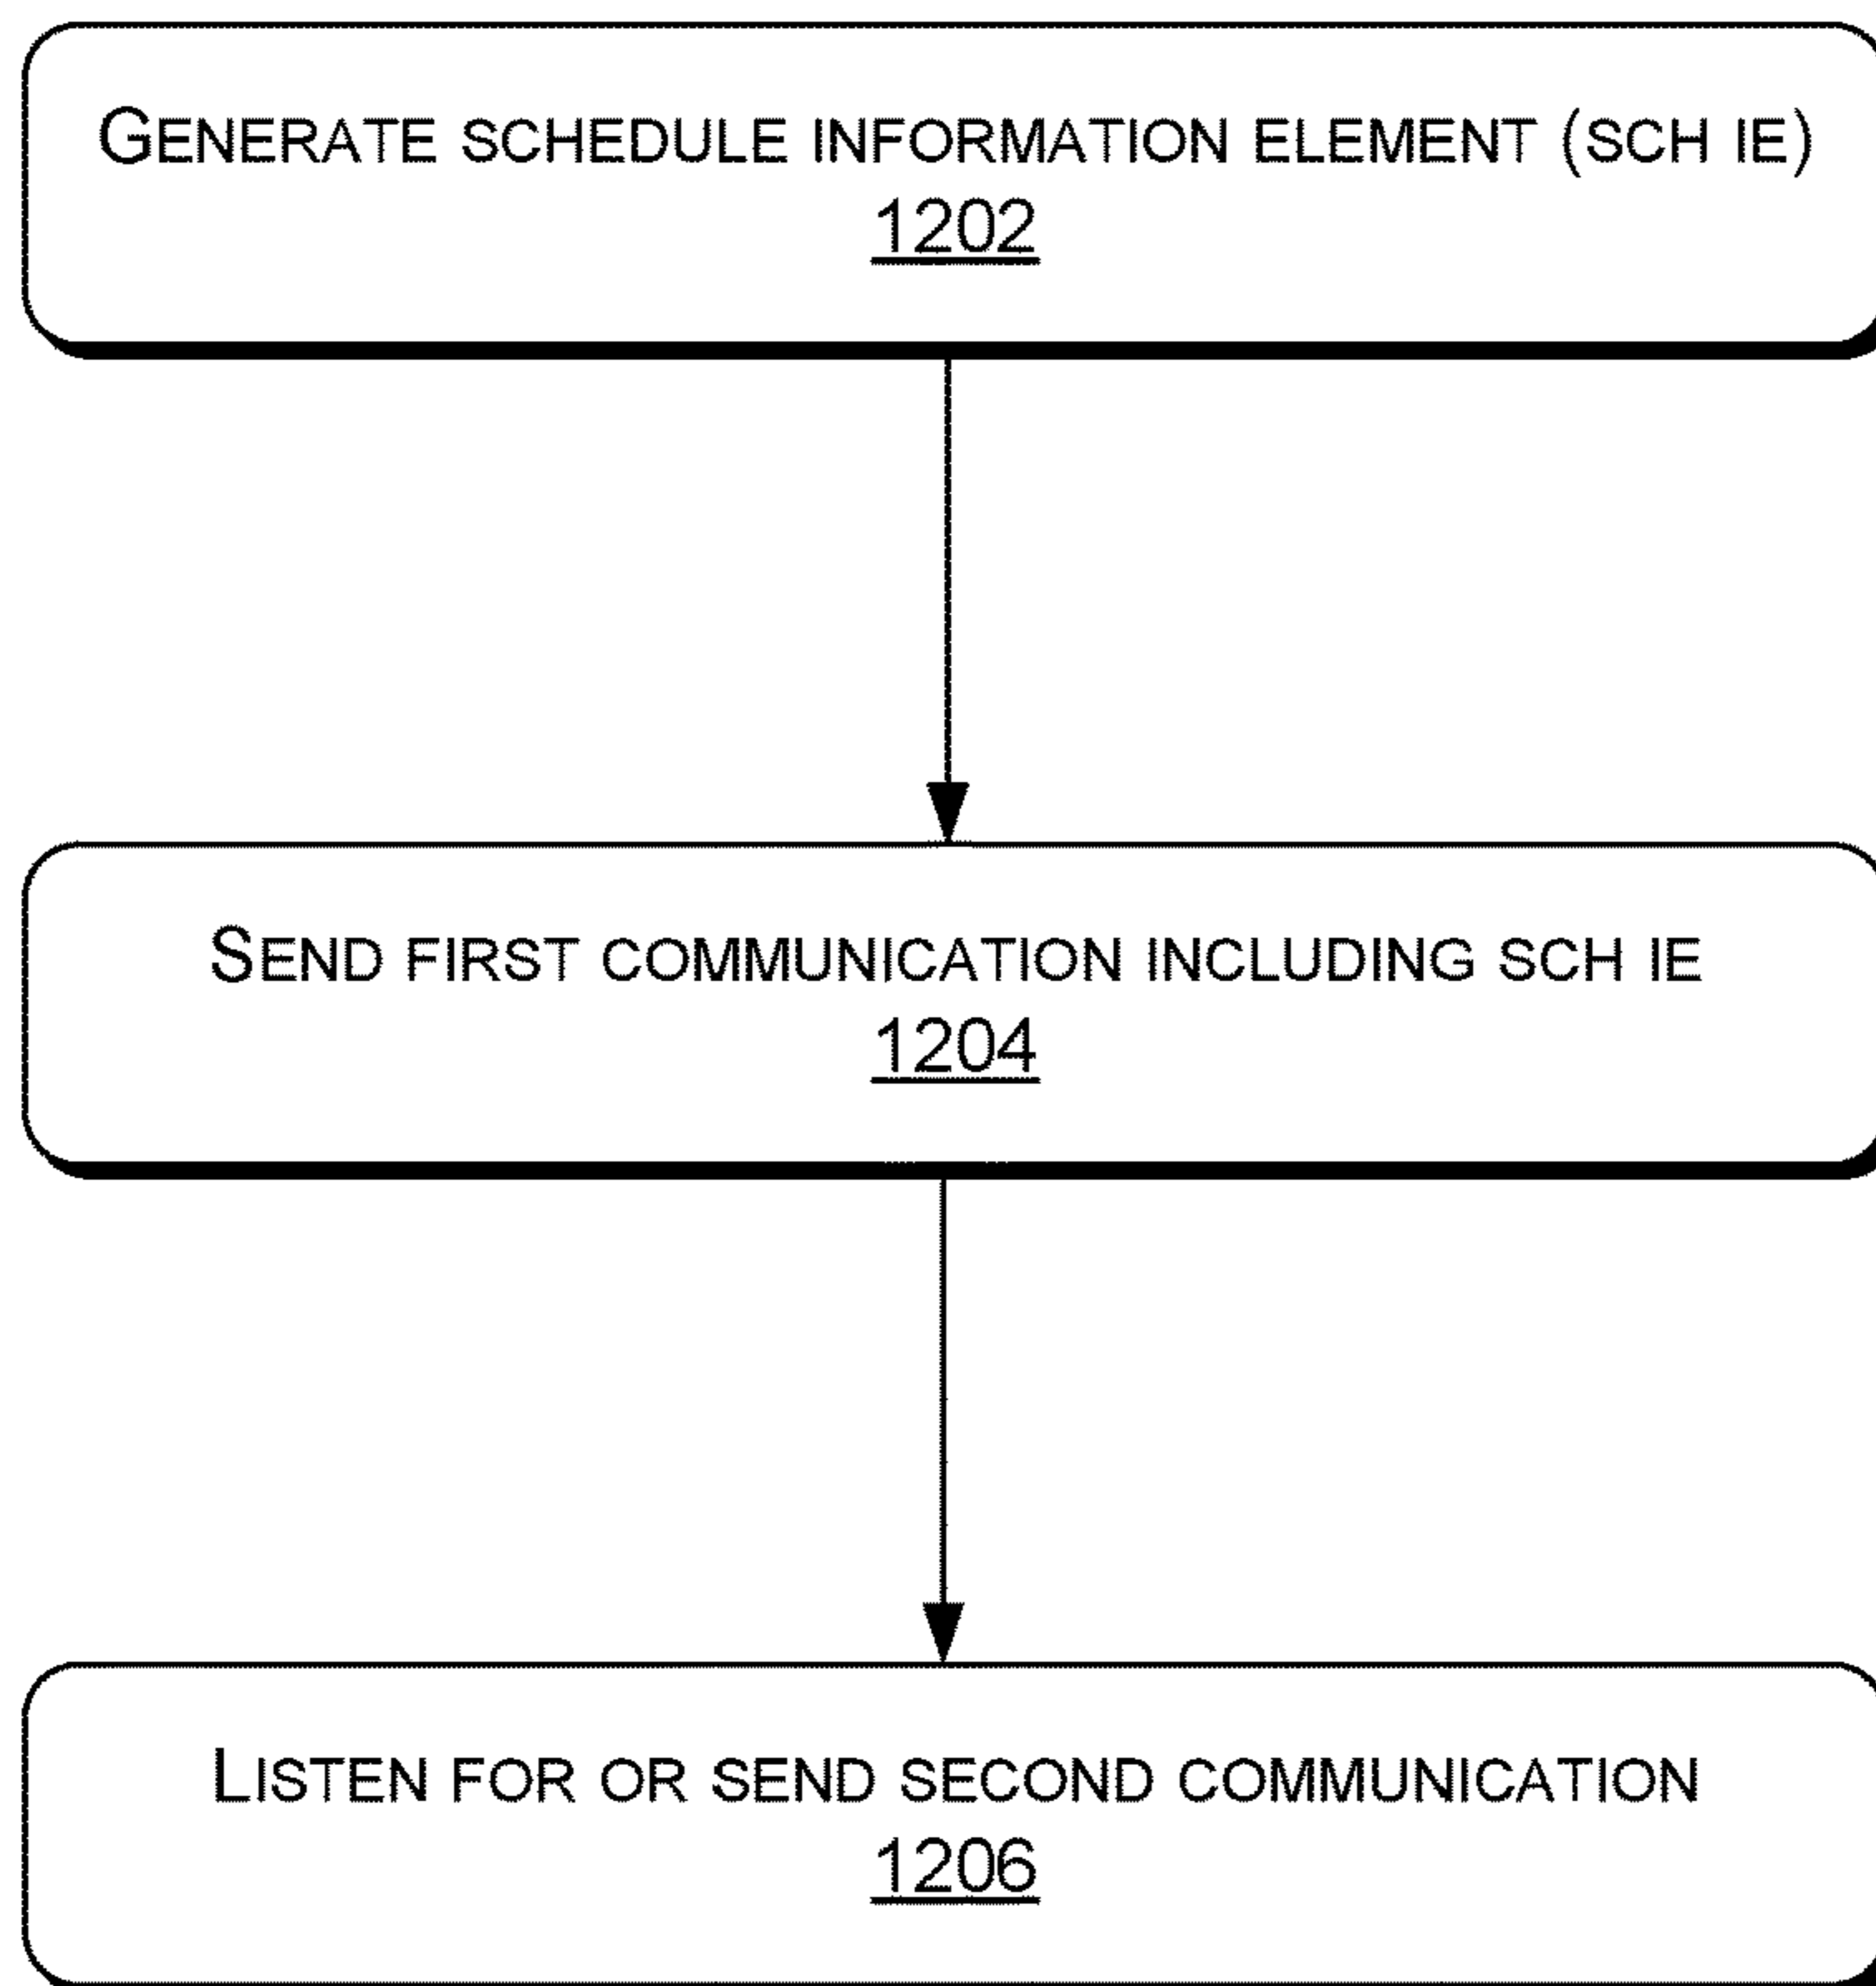 GENERATE SCHEDULE INFORMATION ELEMENT (SCH IE)
1202
SEND FIRST COMMUNICATION INCLUDING SCH IE
1204
LISTEN FOR OR SEND SECOND COMMUNICATION
1206